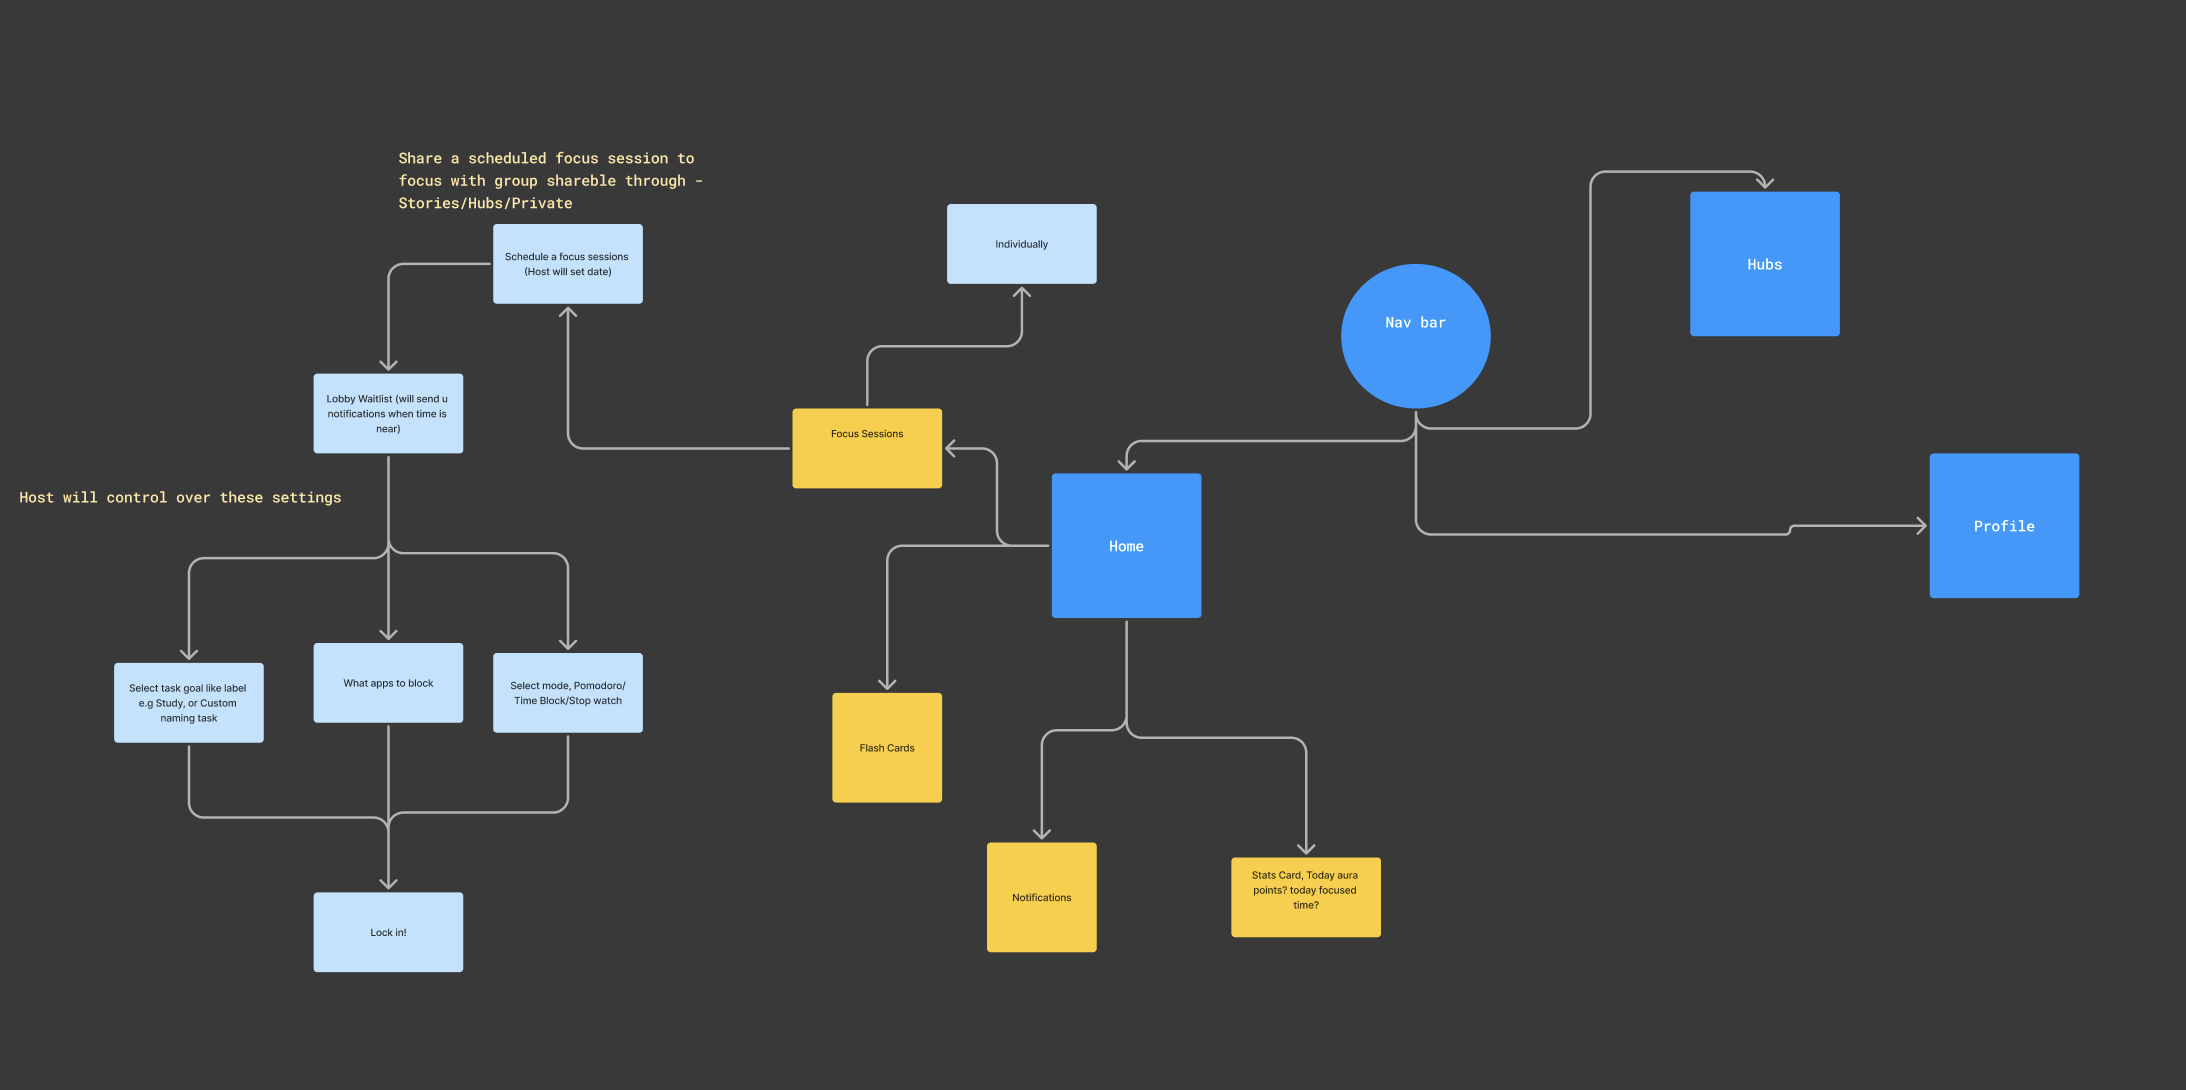 Share a scheduled focus session to
focus with group shareble through -
Stories/Hubs/Private
Schedule a focus sessions
(Host will set date)
Individually
Hubs
Nav bar
Lobby Waitlist (will send u
notifications when time is
near)
Focus Sessions
Host will control over these settings
Home
Profile
Select task goal like label
e.g Study, or Custom
naming task
What apps to block
Select mode, Pomodoro/
Time Block/Stop watch
Flash Cards
Notifications
Stats Card, Today aura
points? today focused
time?
Lock in!